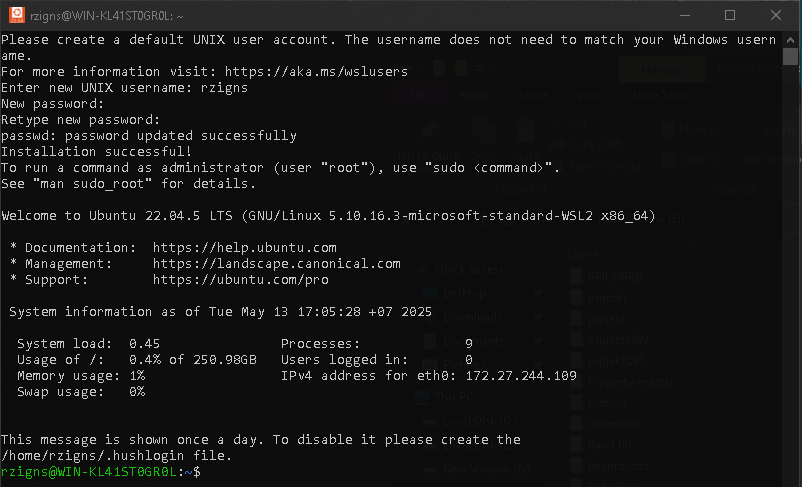 rzigns@WIN-KL41ST0GR0L: ~
Please create a default UNIX user account. The username does not need to match your Windows usern
ame.
For more information visit: https://aka.ms/wslusers
Enter new UNIX username: rzigns
New password:
Retype new password:
passwd: password updated successfully
Installation successful!
To run a command as administrator (user "root"), use "sudo <command>".
See "man sudo_root" for details.
Welcome to Ubuntu 22.04.5 LTS (GNU/Linux 5.10.16.3-microsoft-standard-WSL2 x86_64)
* Documentation:  https://help.ubuntu.com
* Management:     https://landscape.canonical.com
* Support:        https://ubuntu.com/pro
System information as of Tue May 13 17:05:28 +07 2025
System load:  0.45              Processes:             9
Usage of /:   0.4% of 250.98GB  Users logged in:       0
Memory usage: 1%                IPv4 address for eth0: 172.27.244.109
Swap usage:   0%
This message is shown once a day. To disable it please create the
/home/rzigns/.hushlogin file.
rzigns@WIN-KL41ST0GR0L:~$
Quick access
Desktop
Downloads
Documents
This PC
Name